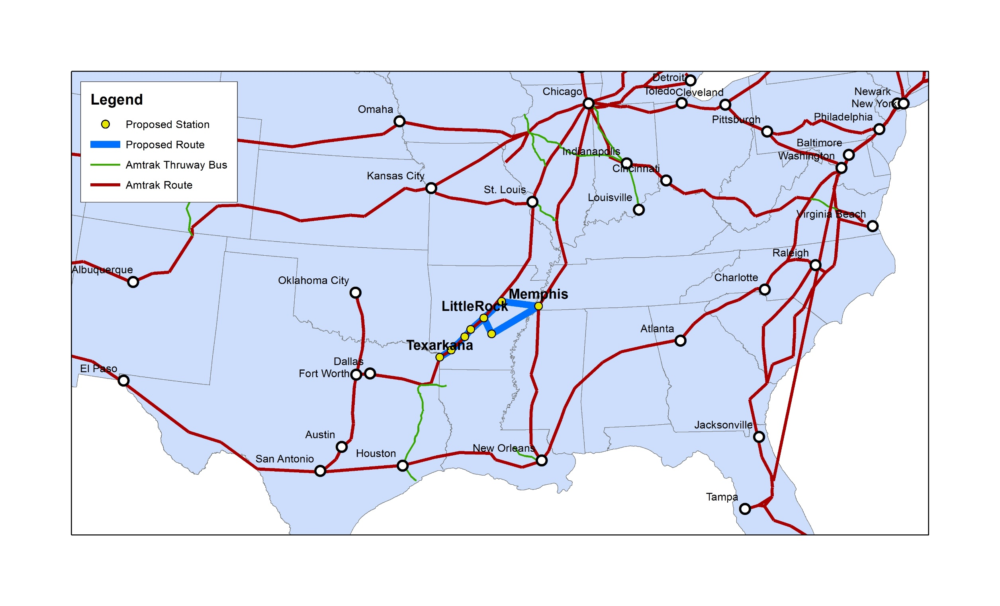 Legend
Proposed Station
Proposed Route
Amtrak Thruway Bus
Amtrak Route
Detroit
Chicago
Toledo
Cleveland
Newark
New York
Omaha
Pittsburgh
Philadelphia
Baltimore
Indianapolis
Washington
Cincinnati
Kansas City
St. Louis
Louisville
Virginia Beach
Raleigh
Albuquerque
Oklahoma City
Charlotte
Memphis
LittleRock
Atlanta
Texarkana
Dallas
El Paso
Fort Worth
Jacksonville
Austin
New Orleans
Houston
San Antonio
Tampa